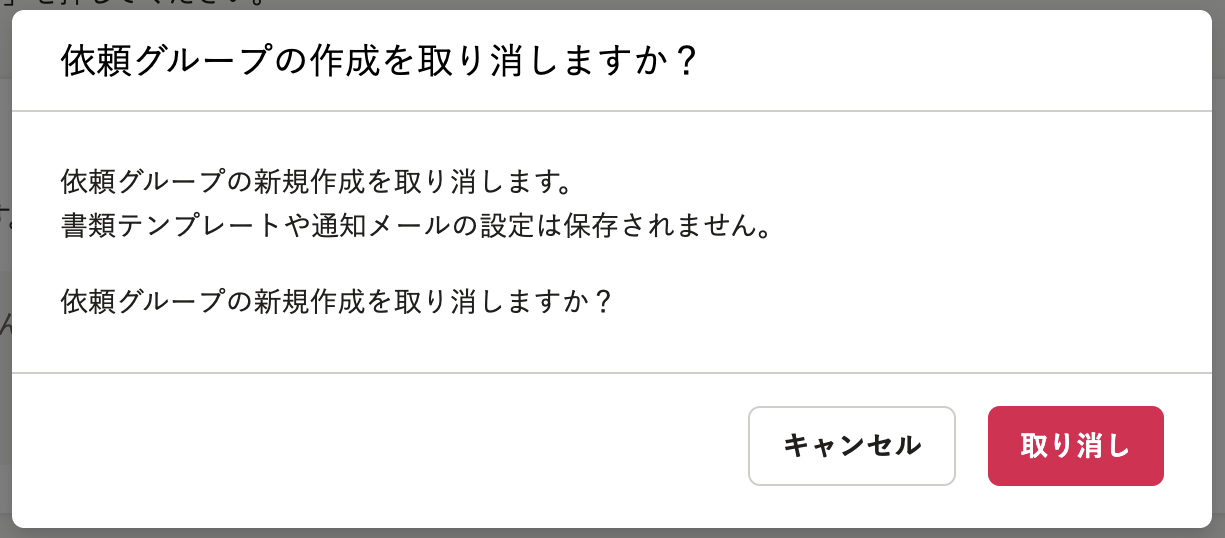 依頼グループの作成を取り消しますか？
依頼グループの新規作成を取り消します。
書類テンプレートや通知メールの設定は保存されません。
依頼グループの新規作成を取り消しますか？
キャンセル
取り消し